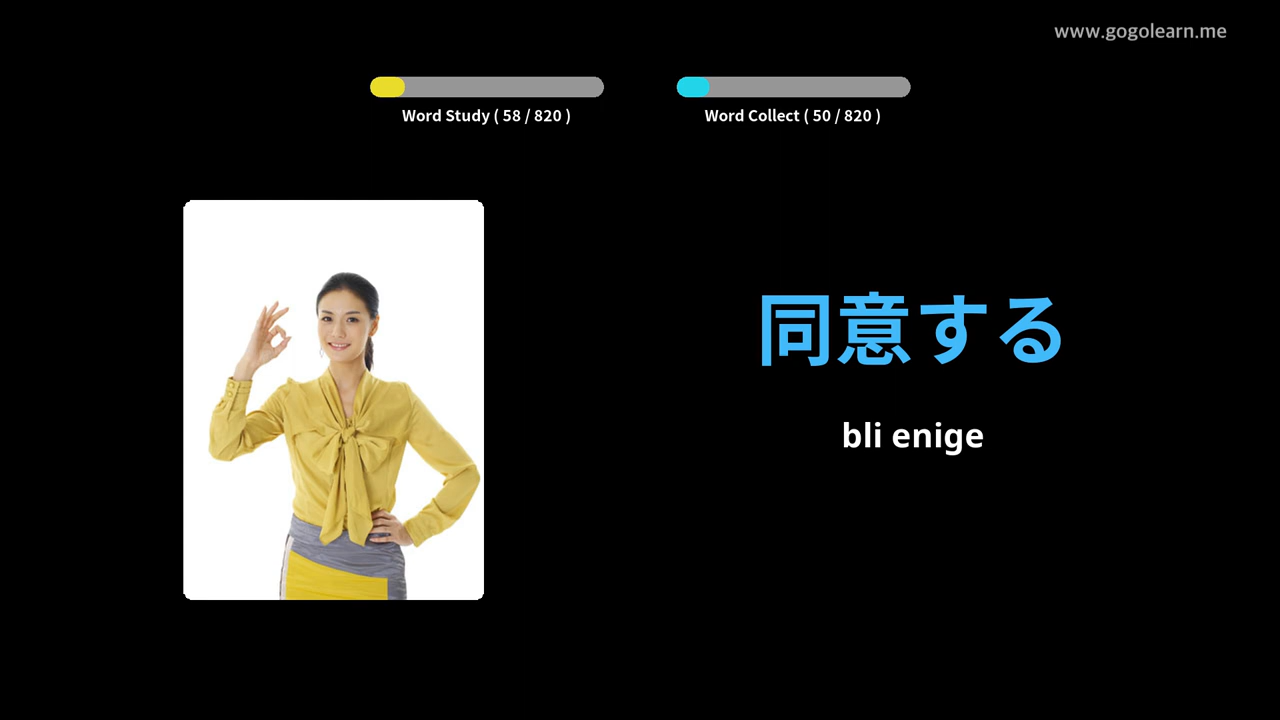 www.gogolearn.me
Word Study ( 58 / 820 )
Word Collect ( 50 / 820 )
同意する
bli enige